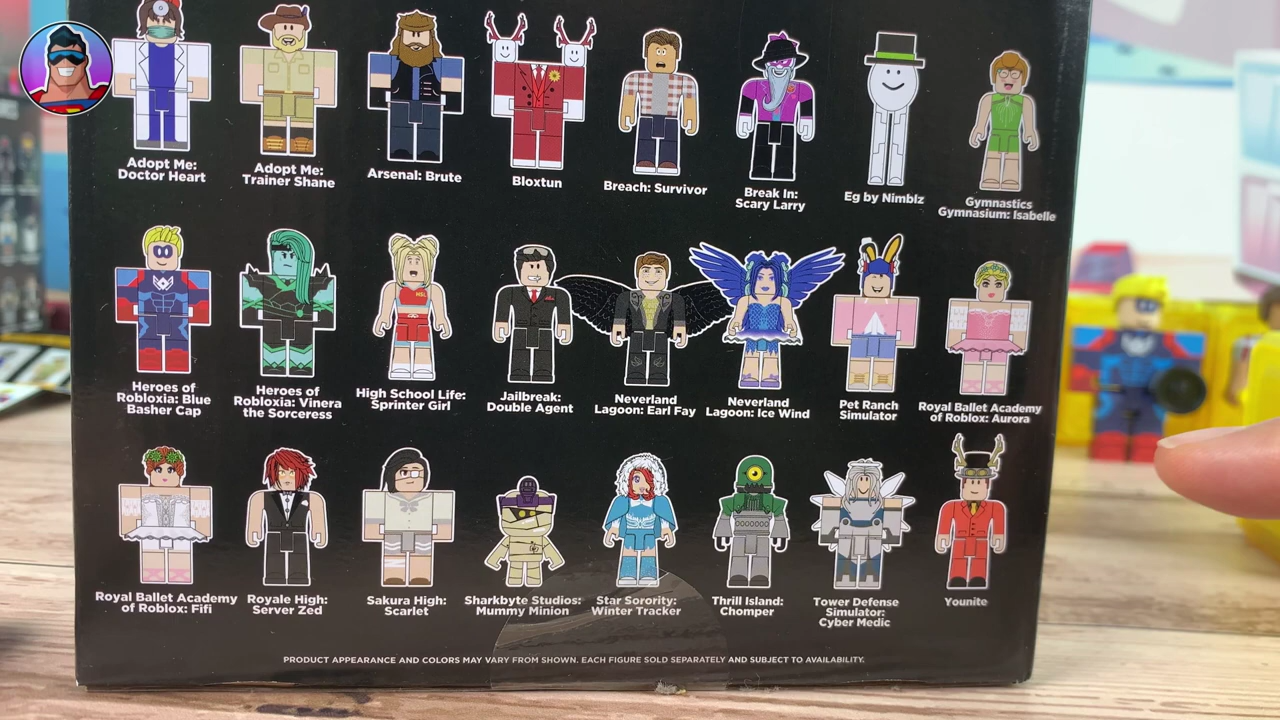 Adopt Me:
Doctor Heart
Adopt Me:
Trainer Shane
Arsenal: Brute
Bloxtun
Breach: Survivor
Break In:
Scary Larry
Eg by Nimblz
Gymnastics
Gymnasium: Isabelle
Heroes of
Robloxia: Blue
Basher Cap
Heroes of
Robloxia: Vinera
the Sorceress
High School Life:
Sprinter Girl
Jailbreak:
Double Agent
Neverland
Lagoon: Earl Fay
Neverland
Lagoon: Ice Wind
Pet Ranch
Simulator
Royal Ballet Academy
of Roblox: Aurora
Royal Ballet Academy
of Roblox: Fifi
Royale High:
Server Zed
Sakura High:
Scarlet
Sharkbyte Studios:
Mummy Minion
Star Sorority:
Winter Tracker
Thrill Island:
Chomper
Tower Defense
Simulator:
Cyber Medic
Younite
PRODUCT APPEARANCE AND COLORS MAY VARY FROM SHOWN. EACH FIGURE SOLD SEPARATELY AND SUBJECT TO AVAILABILITY.